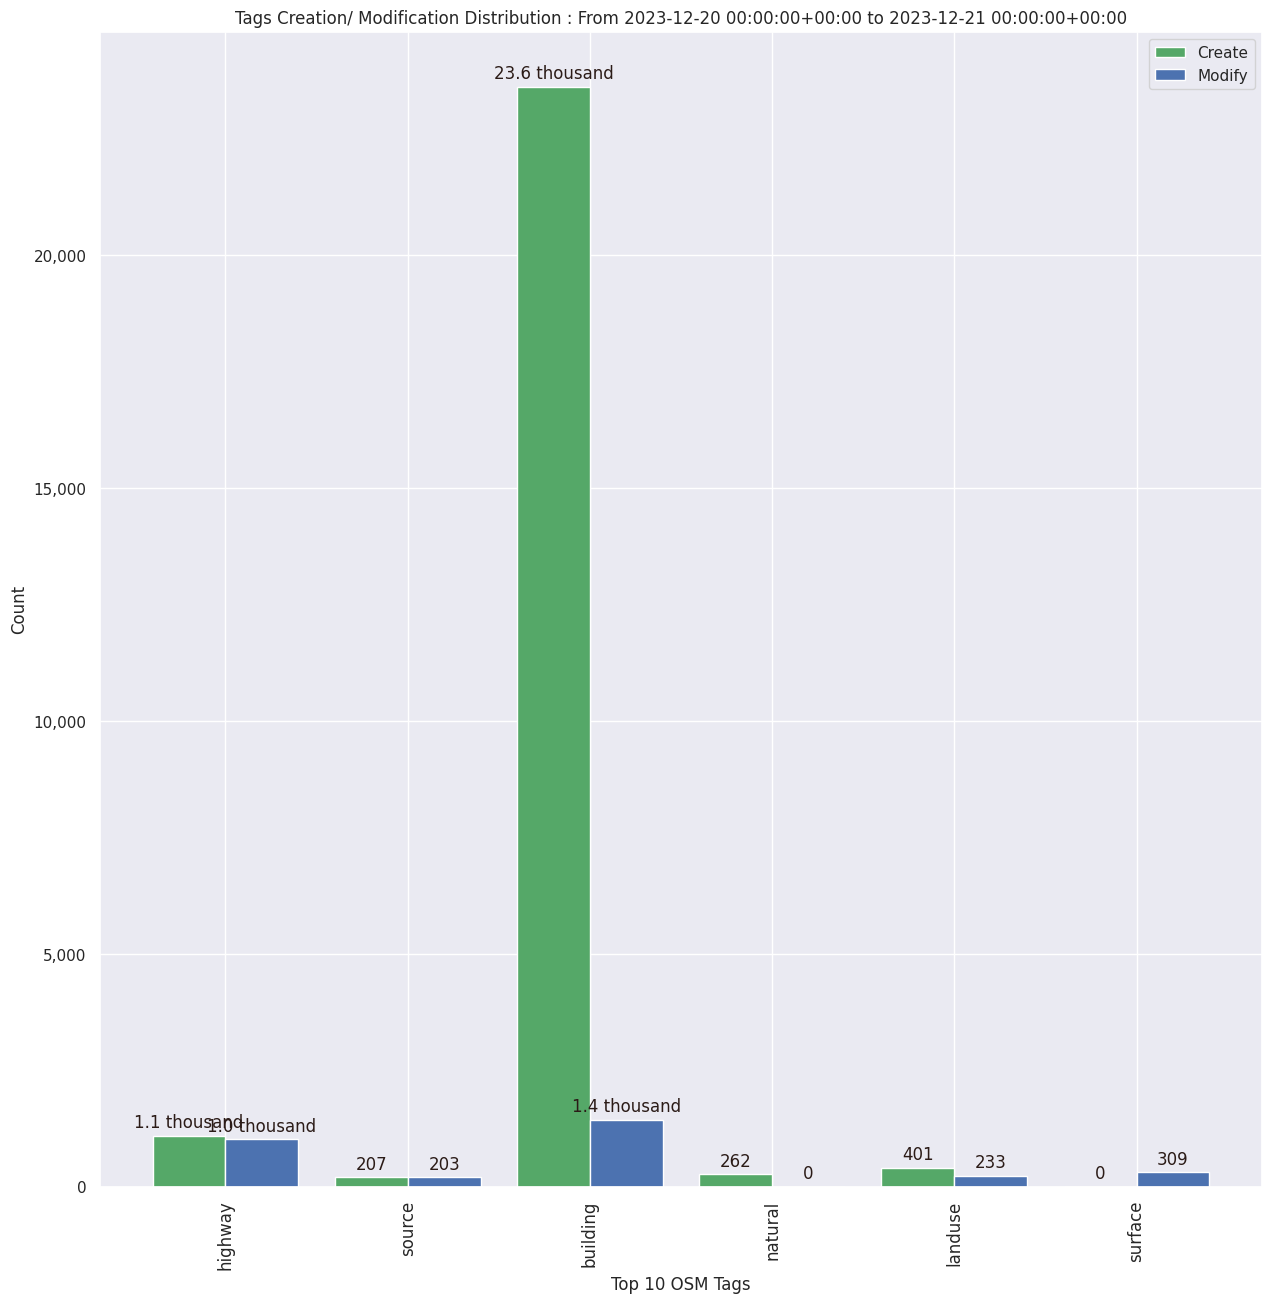 Tags Creation/ Modification Distribution : From 2023-12-20 00:00:00+00:00 to 2023-12-21 00:00:00+00:00
Create
Modify
23.6 thousand
20,000
15,000
10,000
5,000
0
Count
1.1 thousand
1.0 thousand
207
203
1.4 thousand
262
0
401
233
0
309
highway
source
building
natural
landuse
surface
Top 10 OSM Tags